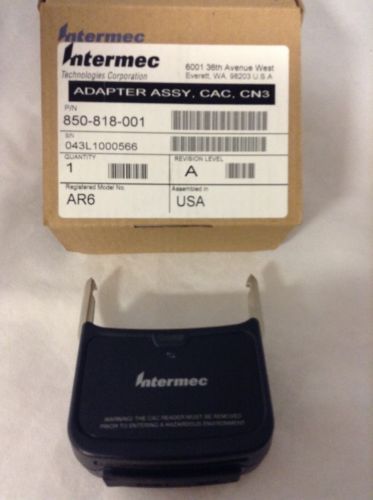 Intermec
Intermec
Technologies Corporation
6001 36th Avenue West
Everett, WA. 98203 U.S.A
ADAPTER ASSY, CAC, CN3
P/N
850-818-001
S/N
043L1000566
QUANTITY
1
REVISION LEVEL
A
Registered Model No.
AR6
Assembled in
USA
Intermec
WARNING: THE CAC READER MUST BE REMOVED
PRIOR TO ENTERING A HAZARDOUS ENVIRONMENT